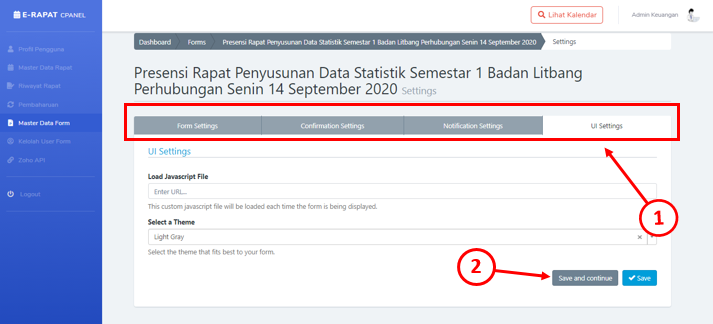 E-RAPAT CPANEL
Lihat Kalendar
Admin Keuangan
Profil Pengguna
Master Data Rapat
Riwayat Rapat
Pembaharuan
Master Data Form
Kelolah User Form
Zoho API
Logout
Dashboard Forms Presensi Rapat Penyusunan Data Statistik Semestar 1 Badan Litbang Perhubungan Senin 14 September 2020 Settings
Presensi Rapat Penyusunan Data Statistik Semestar 1 Badan Litbang
Perhubungan Senin 14 September 2020 Settings
Form Settings Confirmation Settings Notification Settings UI Settings
UI Settings
Load Javascript File
Enter URL...
This custom javascript file will be loaded each time the form is being displayed.
1
Select a Theme
Light Gray ×
Select the theme that fits best to your form.
2
Save and continue Save